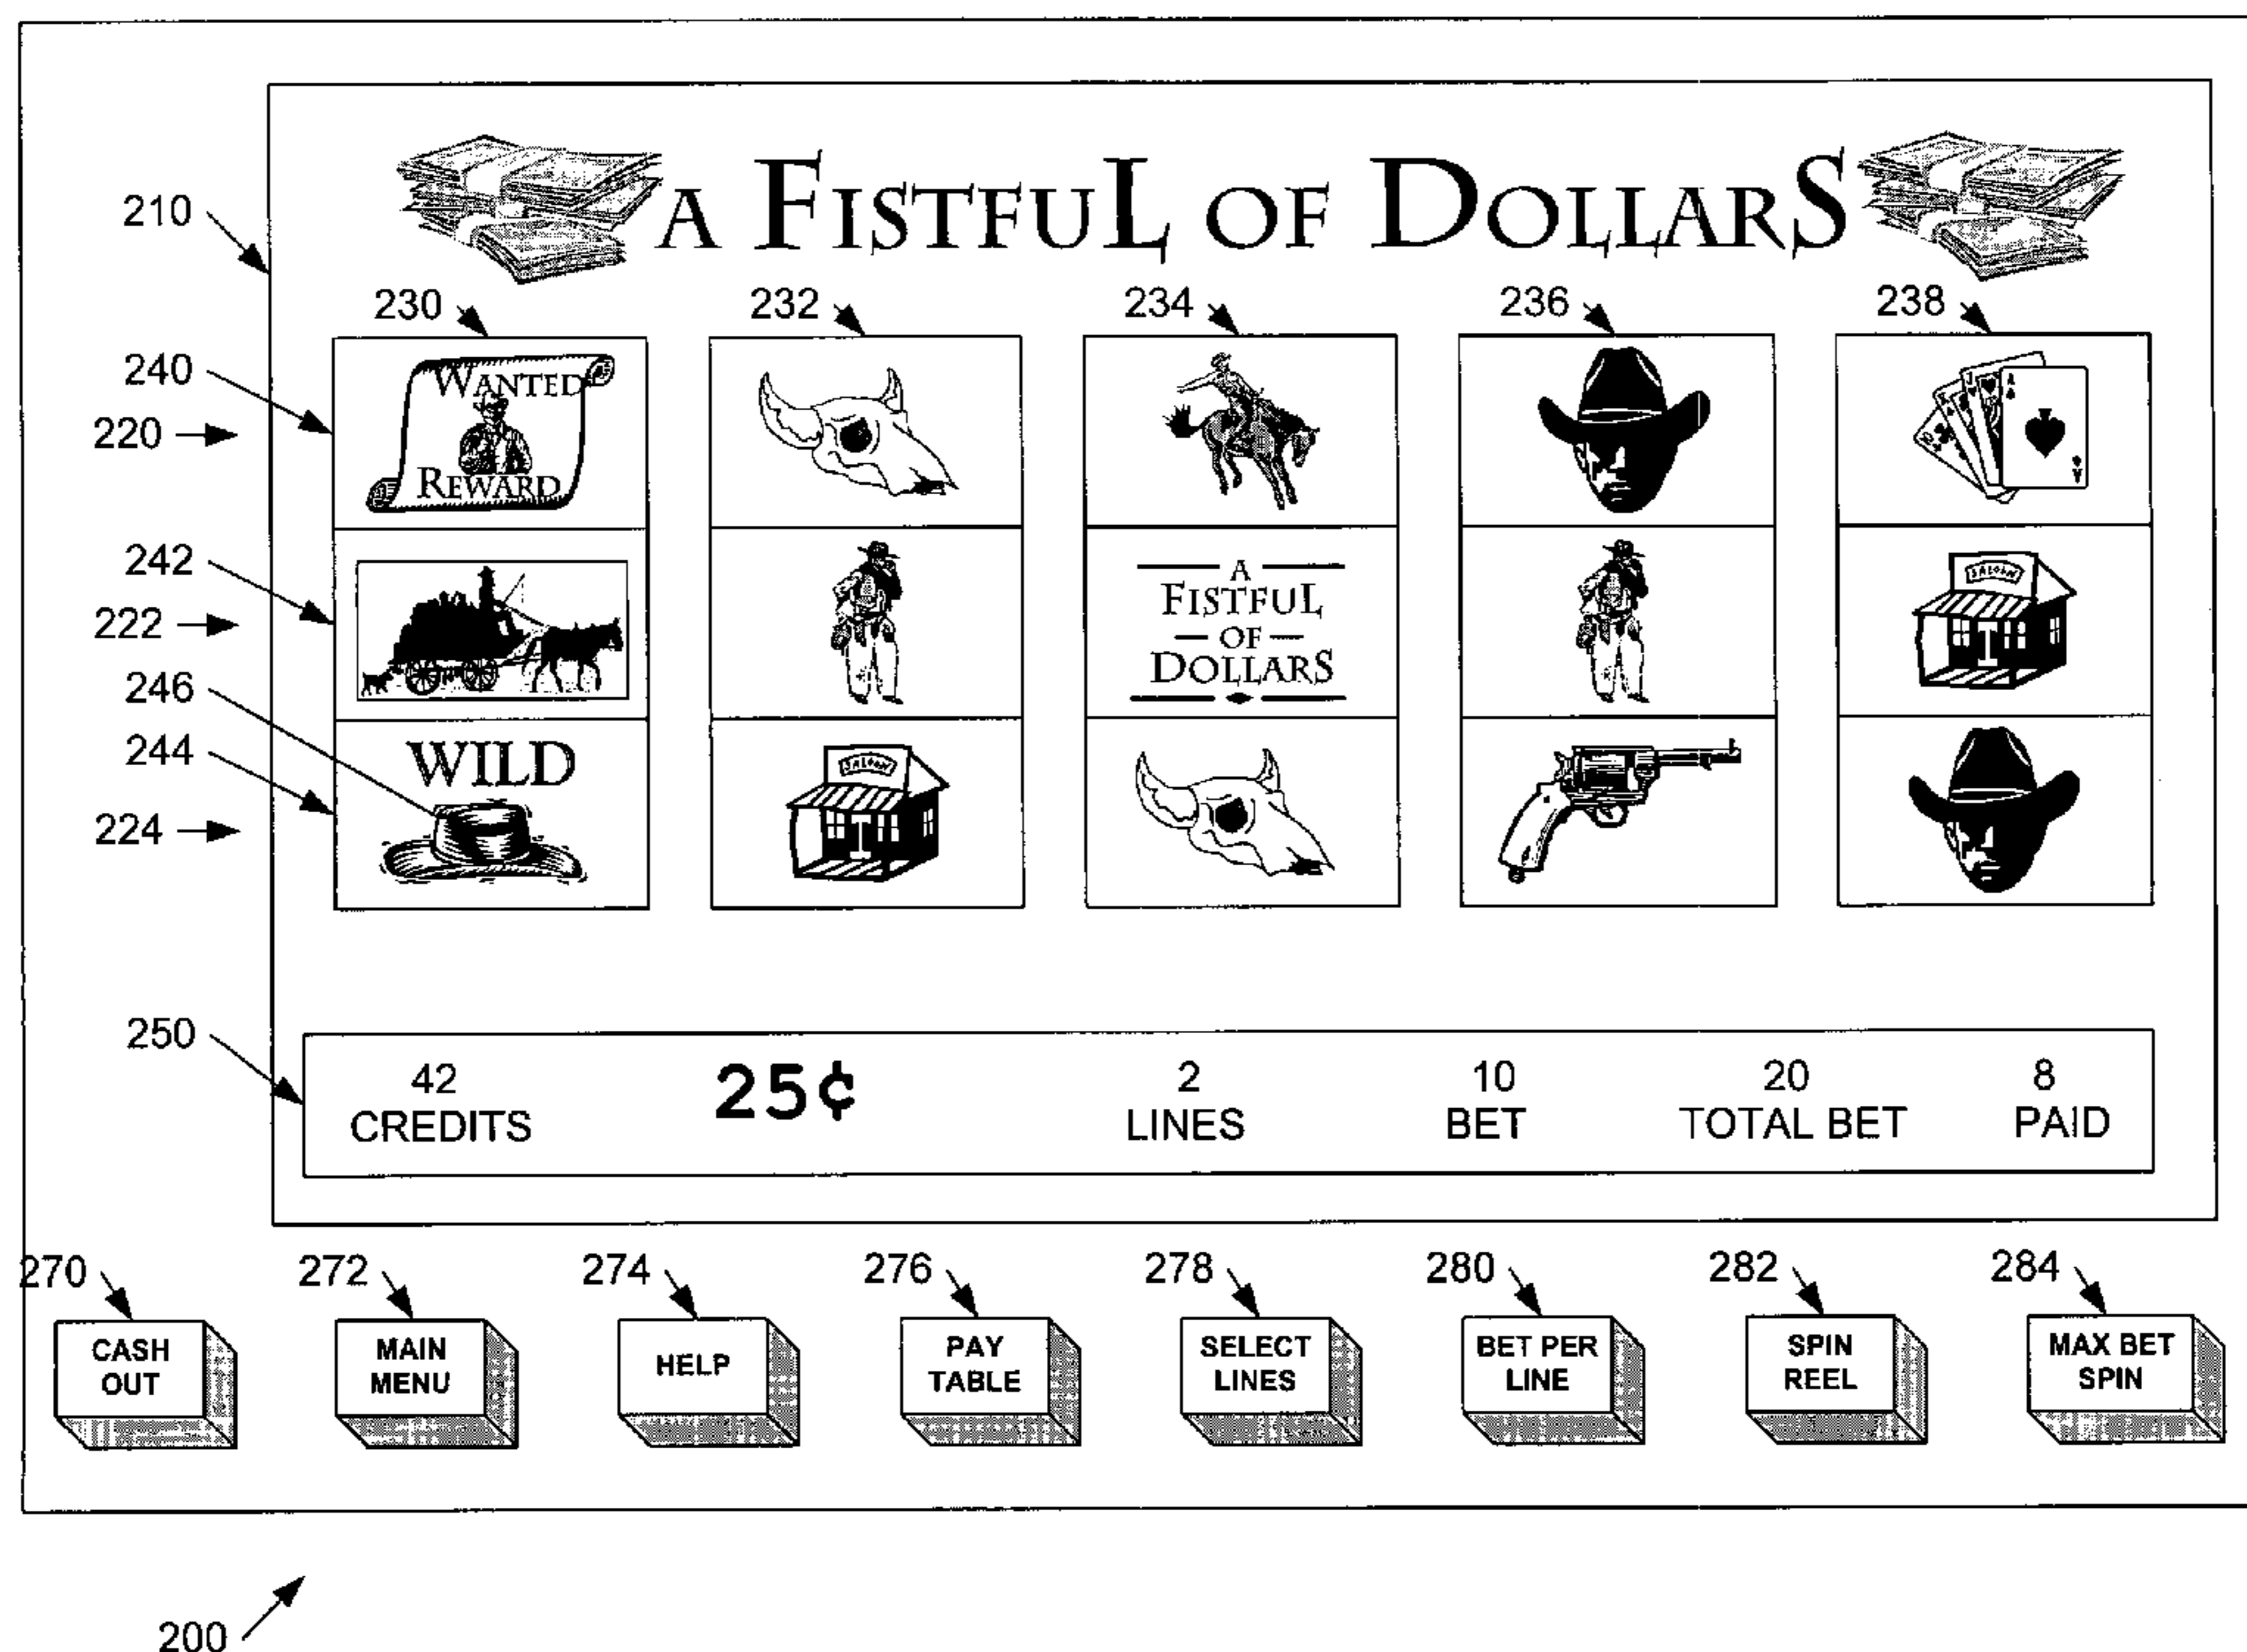 A FISTFUL OF DOLLARS
210
230 232 234 236 238
240
220
WANTED
REWARD
242
222
A
FISTFUL
OF
DOLLARS
SALOON
246
244
224
WILD
SALOON
250
42 25¢ 2 10 20 8
CREDITS LINES BET TOTAL BET PAID
270 272 274 276 278 280 282 284
CASH OUT
MAIN MENU
HELP
PAY TABLE
SELECT LINES
BET PER LINE
SPIN REEL
MAX BET SPIN
200